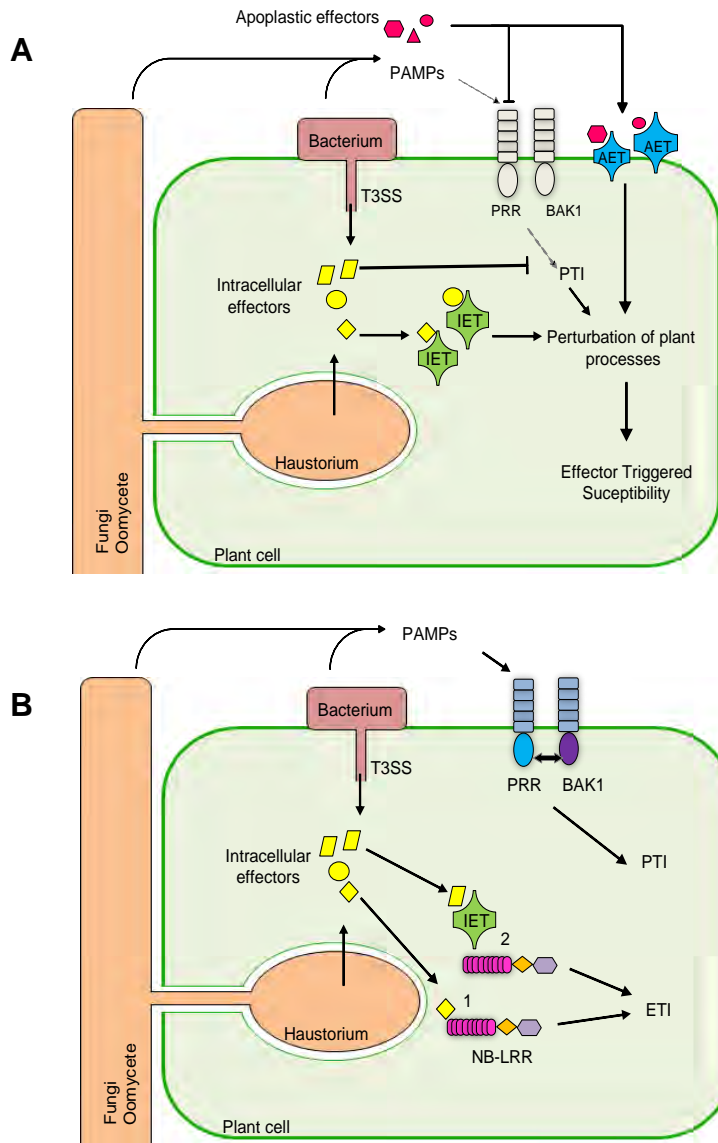 Apoplastic effectors
A
PAMPs
Bacterium
AET
AET
T3SS
PRR
BAK1
PTI
Intracellular
effectors
IET
IET
Perturbation of plant
processes
Haustorium
Effector Triggered
Suceptibility
Fungi
Oomycete
Plant cell
PAMPs
B
Bacterium
T3SS
PRR
BAK1
Intracellular
effectors
PTI
IET
2
1
ETI
Haustorium
NB-LRR
Fungi
Oomycete
Plant cell